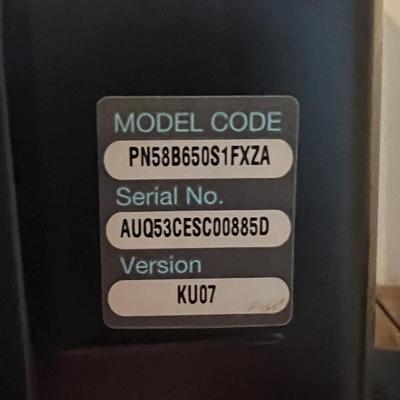 MODEL CODE
PN58B650S1FXZA
Serial No.
AUQ53CESC00885D
Version
KU07